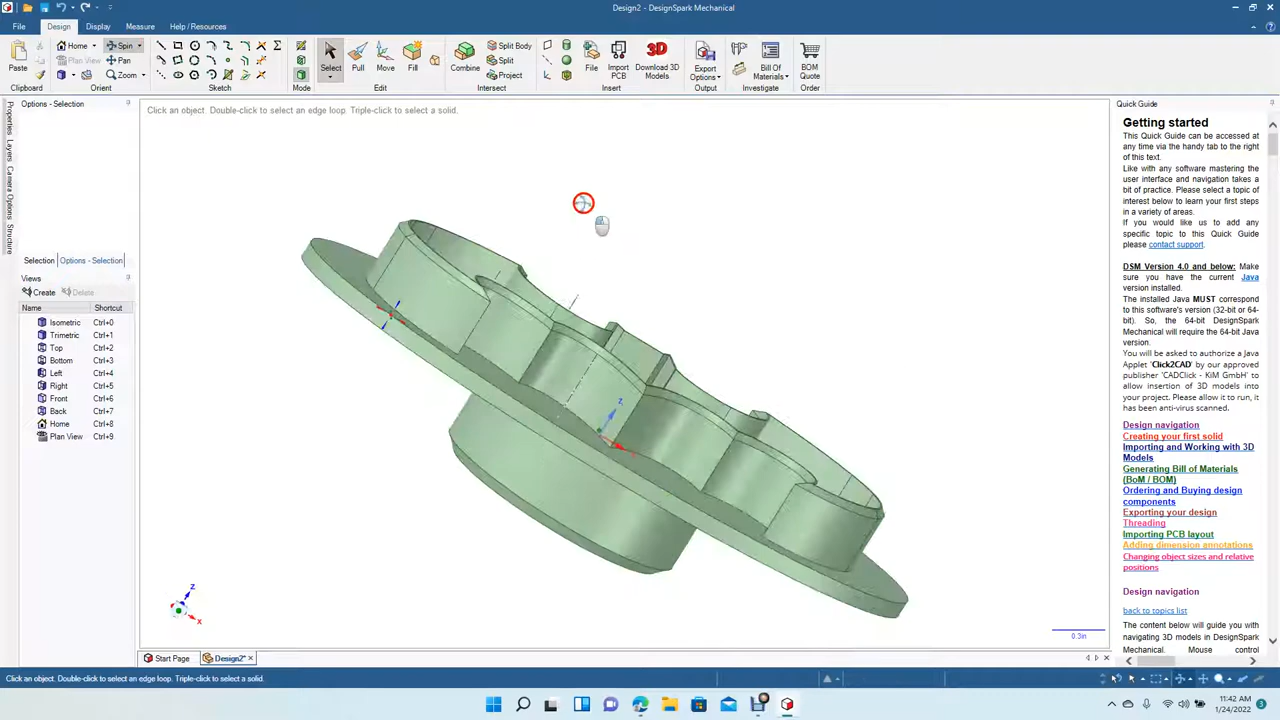 Design2 - DesignSpark Mechanical
File Design Display Measure Help / Resources
Paste
Home Spin
Plan View Pan
Zoom
Select Pull Move Fill
Combine Split Body
Split
Project
File Import PCB Download 3D Models
Export Options
Bill Of Materials
BOM Quote
Clipboard Orient Sketch Mode Edit Intersect Insert Output Investigate Order
Options - Selection
Click an object. Double-click to select an edge loop. Triple-click to select a solid.
Quick Guide
Properties
Layers
Camera Options
Structure
Selection Options - Selection
Views
Create Delete
Name Shortcut
Isometric Ctrl+0
Trimetric Ctrl+1
Top Ctrl+2
Bottom Ctrl+3
Left Ctrl+4
Right Ctrl+5
Front Ctrl+6
Back Ctrl+7
Home Ctrl+8
Plan View Ctrl+9
Z
X
0.3in
Getting started
This Quick Guide can be accessed at
any time via the handy tab to the right
of this text.
Like with any software mastering the
user interface and navigation takes a
bit of practice. Please select a topic of
interest below to learn your first steps
in a variety of areas.
If you would like us to add any
specific topic to this Quick Guide
please contact support.
DSM Version 4.0 and below: Make
sure you have the current Java
version installed.
The installed Java MUST correspond
to this software's version (32-bit or 64-
bit). So, the 64-bit DesignSpark
Mechanical will require the 64-bit Java
version.
You will be asked to authorize a Java
Applet 'Click2CAD' by our approved
publisher 'CADClick - KiM GmbH' to
allow insertion of 3D models into
your project. Please allow it to run, it
has been anti-virus scanned.
Design navigation
Creating your first solid
Importing and Working with 3D
Models
Generating Bill of Materials
(BoM / BOM)
Ordering and Buying design
components
Exporting your design
Threading
Importing PCB layout
Adding dimension annotations
Changing object sizes and relative
positions
Design navigation
back to topics list
The content below will guide you with
navigating 3D models in DesignSpark
Mechanical. Mouse control
Start Page Design2*
Click an object. Double-click to select an edge loop. Triple-click to select a solid.
11:42 AM
1/24/2022
3